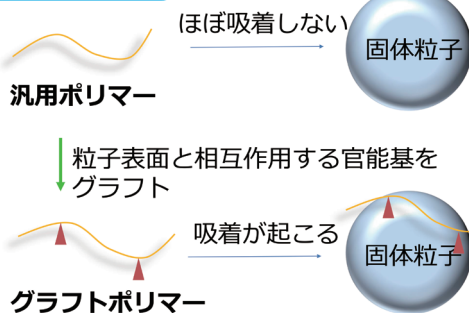 ほぼ吸着しない
固体粒子
汎用ポリマー
粒子表面と相互作用する官能基を
グラフト
吸着が起こる
固体粒子
グラフトポリマー